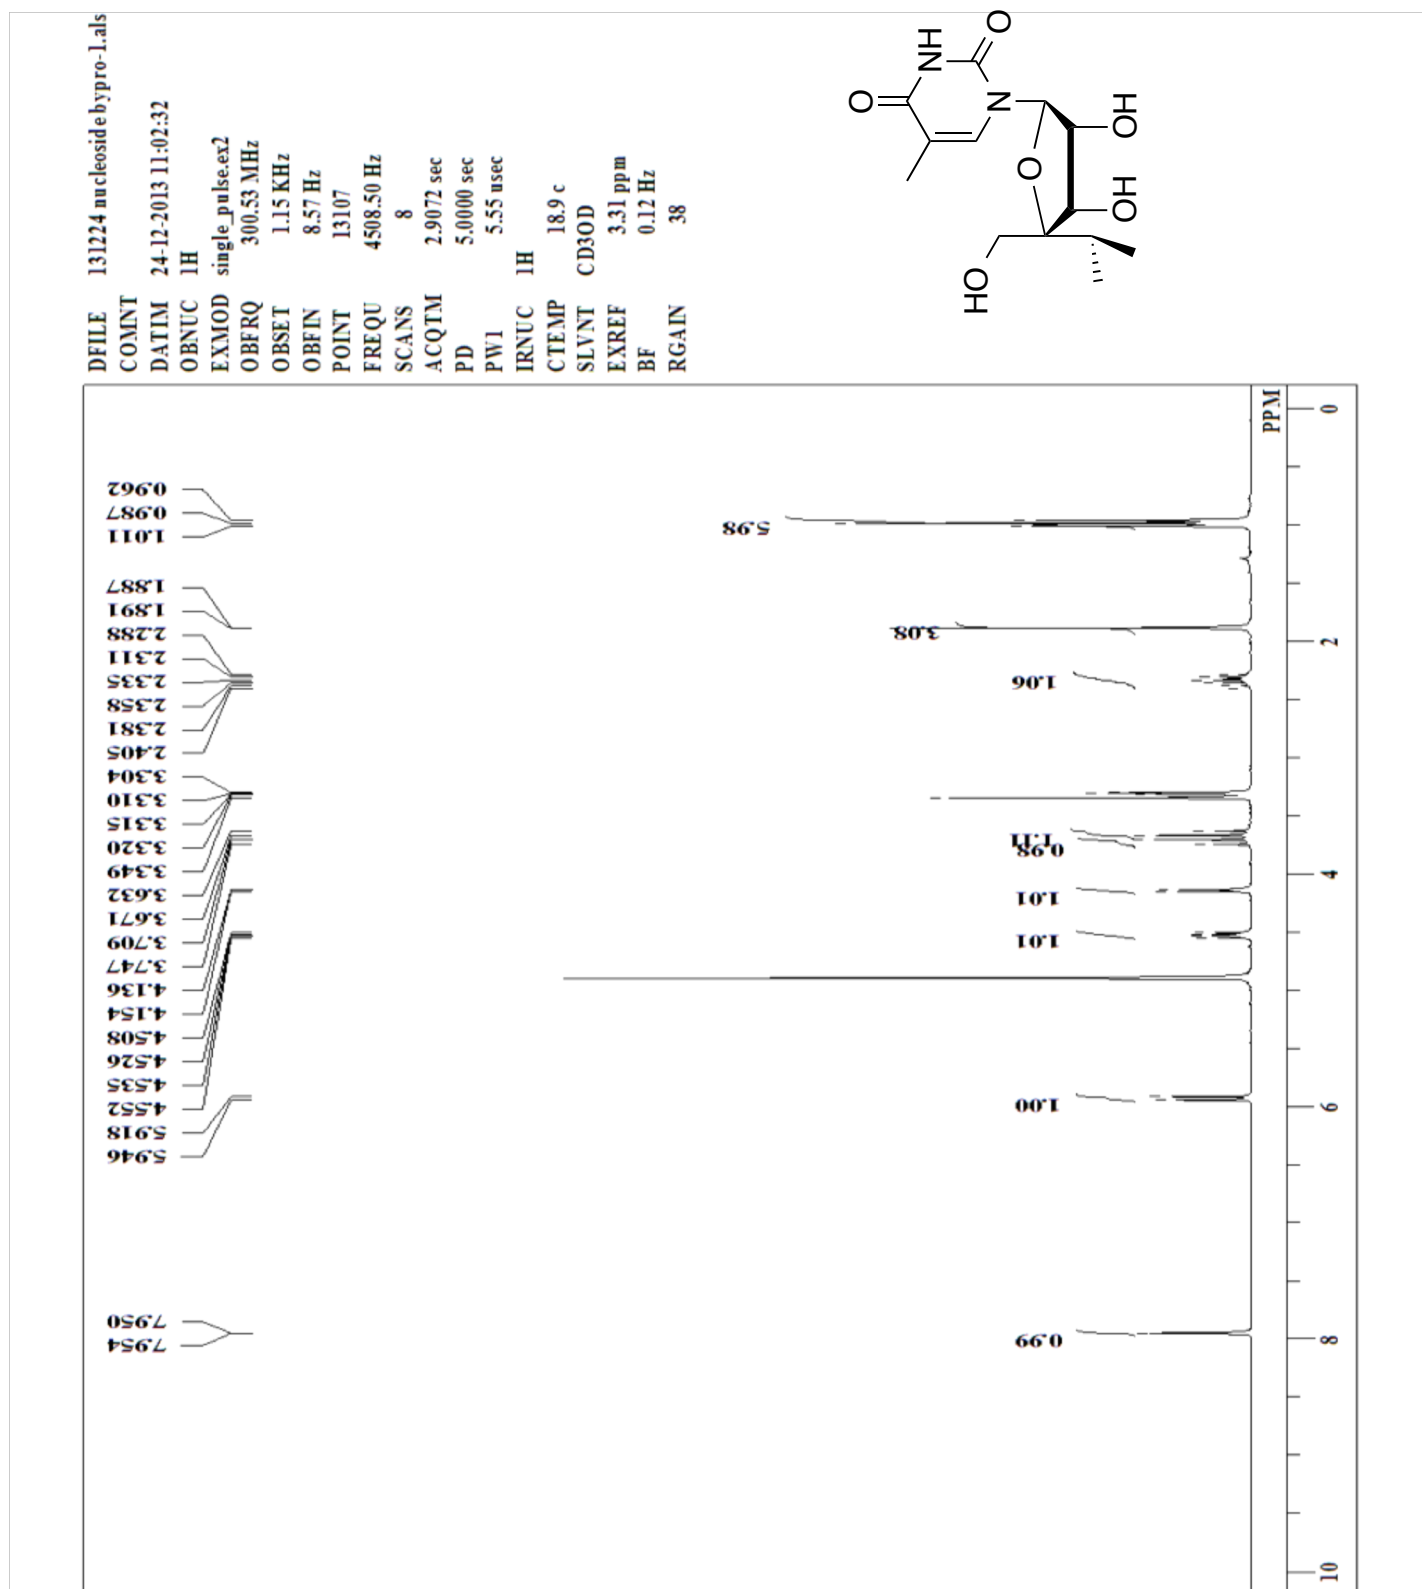 DFILE 131224 nucleoside bypro-1.als
COMNT
DATIM 24-12-2013 11:02:32
OBNUC 1H
EXMOD single_pulse.ex2
OBFRQ 300.53 MHz
OBSET 1.15 KHz
OBFIN 8.57 Hz
POINT 13107
FREQU 4508.50 Hz
SCANS 8
ACQTM 2.9072 sec
PD 5.0000 sec
PW1 5.55 usec
IRNUC 1H
CTEMP 18.9 c
SLVNT CD3OD
EXREF 3.31 ppm
BF 0.12 Hz
RGAIN 38
O
NH
O
N
O
OH
OH
HO
0.962
0.987
1.011
1.887
1.891
2.288
2.311
2.335
2.358
2.381
2.405
3.304
3.310
3.315
3.320
3.349
3.632
3.671
3.709
3.747
4.136
4.154
4.508
4.526
4.535
4.552
5.918
5.946
7.950
7.954
5.98
3.08
1.06
1.11
0.98
1.01
1.01
1.00
0.99
PPM
0
2
4
6
8
10